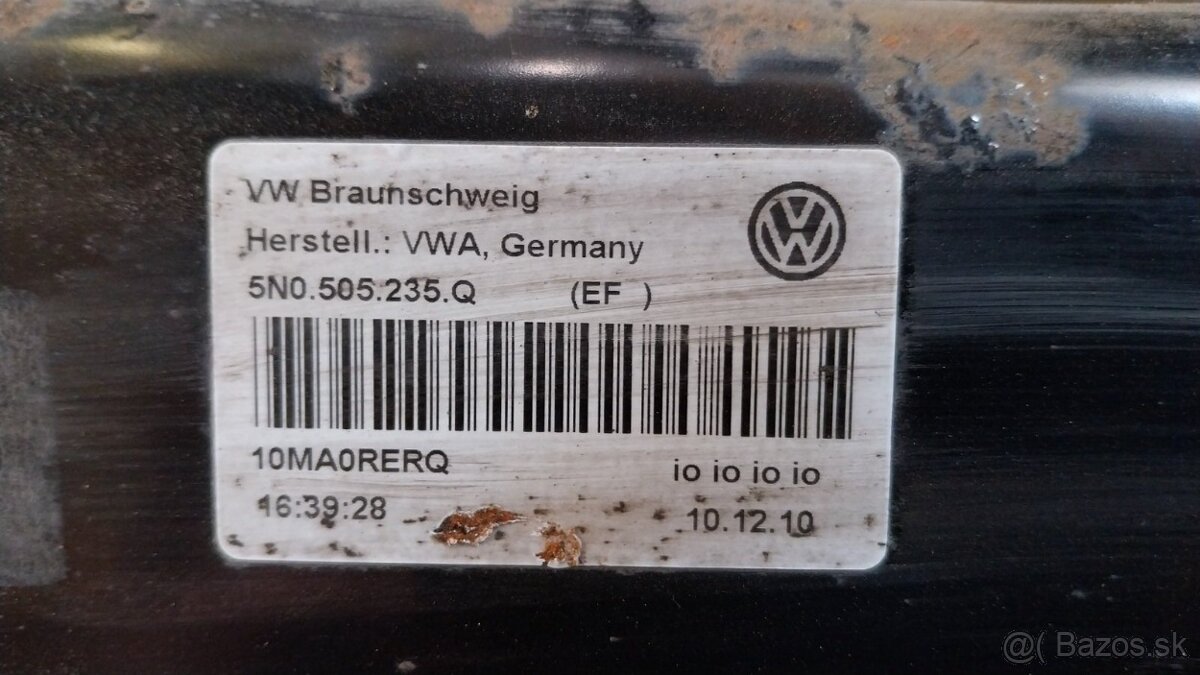 VW Braunschweig
Herstell.: VWA, Germany
5N0.505.235.Q (EF )
10MA0RERQ io io io io
16:39:28 10.12.10
@( Bazos.sk